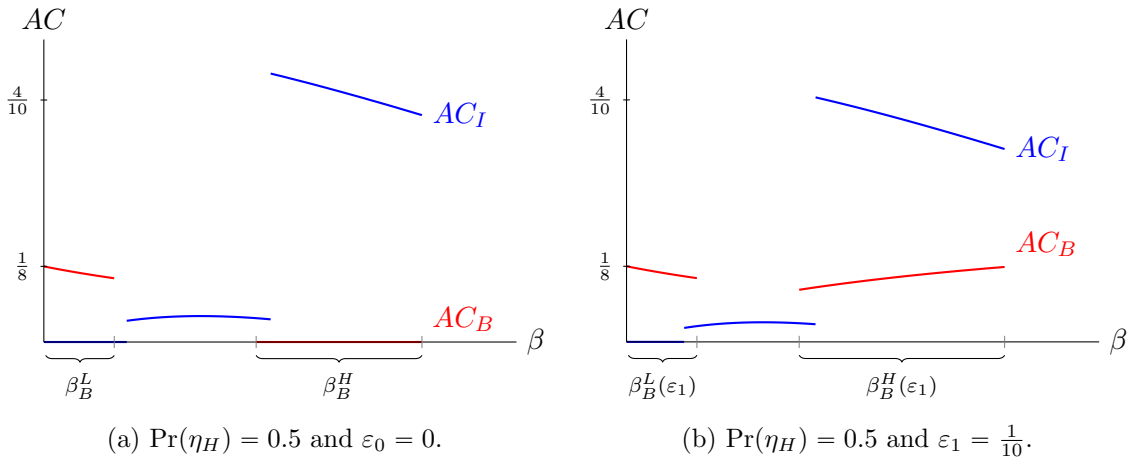 AC
4/10
1/8
AC_I
AC_B
β
β_B^L
β_B^H
(a) Pr(η_H) = 0.5 and ε_0 = 0.
AC
4/10
1/8
AC_I
AC_B
β
β_B^L(ε_1)
β_B^H(ε_1)
(b) Pr(η_H) = 0.5 and ε_1 = 1/10.